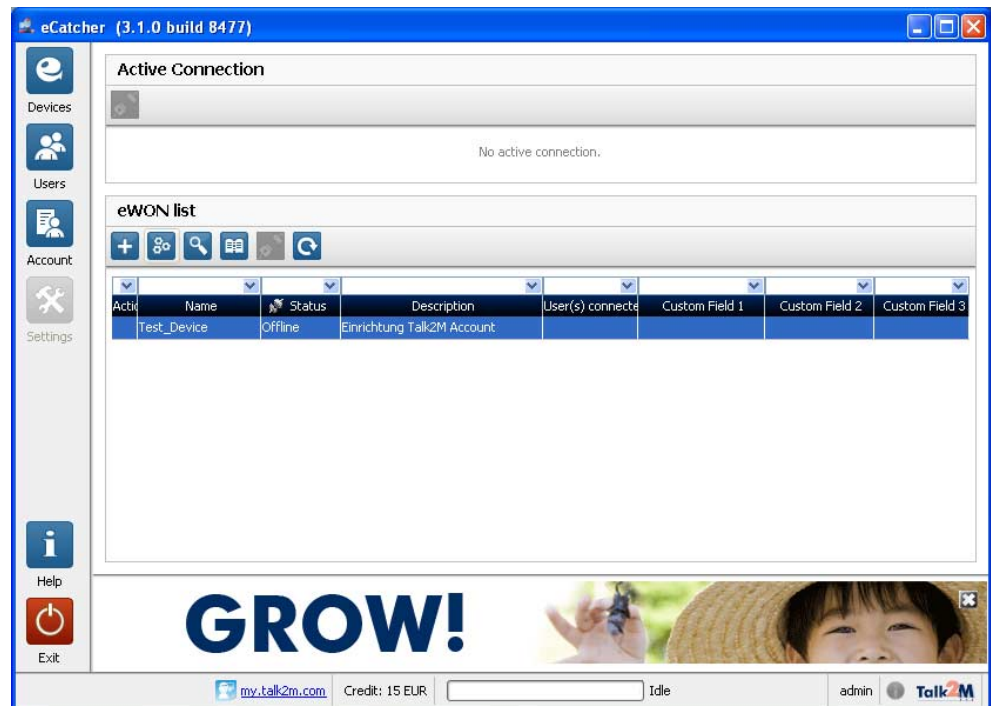 eCatcher (3.1.0 build 8477)
Devices
Users
Account
Settings
Help
Exit
Active Connection
No active connection.
eWON list
Actic Name Status Description User(s) connecte Custom Field 1 Custom Field 2 Custom Field 3
Test_Device Offline Einrichtung Talk2M Account
GROW!
my.talk2m.com Credit: 15 EUR Idle admin Talk2M